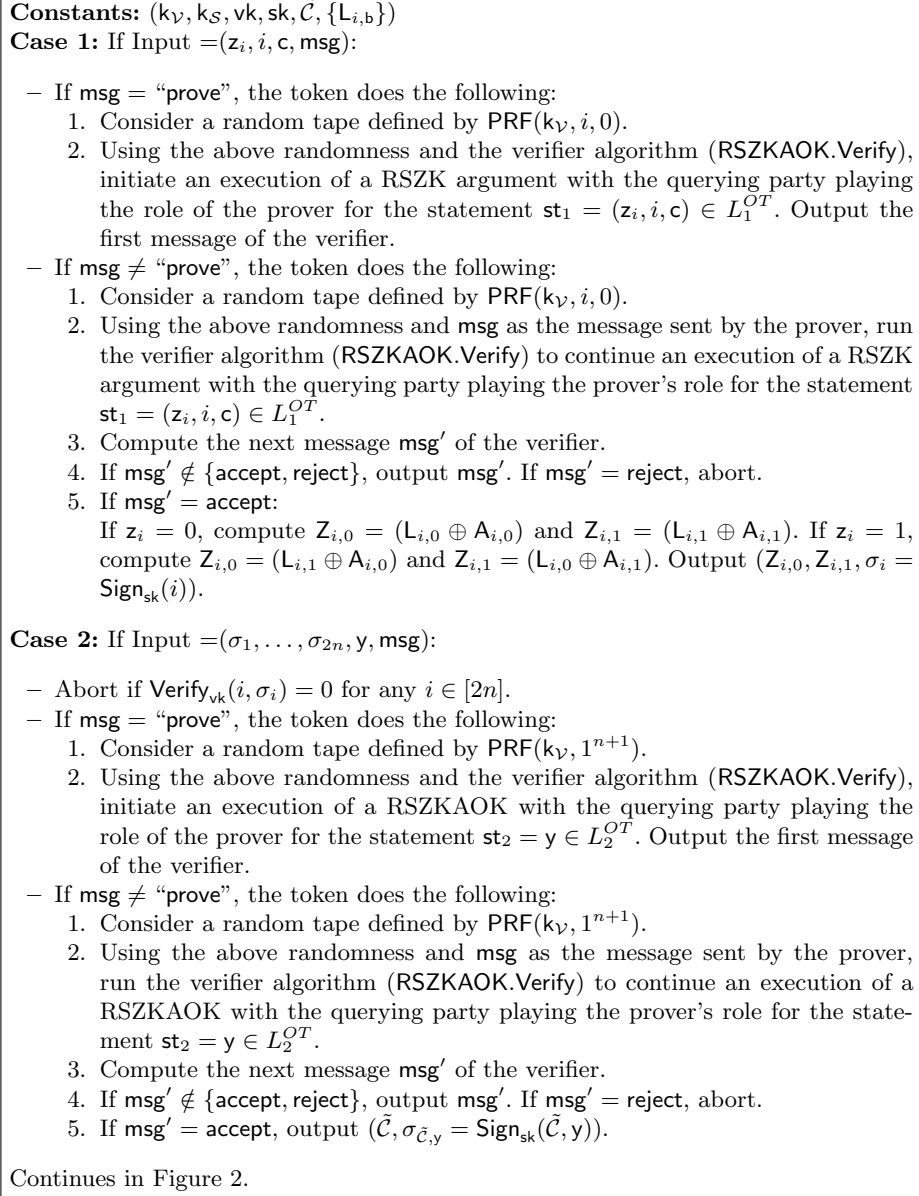 Constants: (k_𝒱, k_𝒮, vk, sk, 𝒞̃, {L_{i,b}})
Case 1: If Input =(z_i, i, c, msg):
– If msg = “prove”, the token does the following:
1. Consider a random tape defined by PRF(k_𝒱, i, 0).
2. Using the above randomness and the verifier algorithm (RSZKAOK.Verify),
initiate an execution of a RSZK argument with the querying party playing
the role of the prover for the statement st_1 = (z_i, i, c) ∈ L_1^{OT}. Output the
first message of the verifier.
– If msg ≠ “prove”, the token does the following:
1. Consider a random tape defined by PRF(k_𝒱, i, 0).
2. Using the above randomness and msg as the message sent by the prover, run
the verifier algorithm (RSZKAOK.Verify) to continue an execution of a RSZK
argument with the querying party playing the prover’s role for the statement
st_1 = (z_i, i, c) ∈ L_1^{OT}.
3. Compute the next message msg′ of the verifier.
4. If msg′ ∉ {accept, reject}, output msg′. If msg′ = reject, abort.
5. If msg′ = accept:
If z_i = 0, compute Z_{i,0} = (L_{i,0} ⊕ A_{i,0}) and Z_{i,1} = (L_{i,1} ⊕ A_{i,1}). If z_i = 1,
compute Z_{i,0} = (L_{i,1} ⊕ A_{i,0}) and Z_{i,1} = (L_{i,0} ⊕ A_{i,1}). Output (Z_{i,0}, Z_{i,1}, σ_i =
Sign_{sk}(i)).
Case 2: If Input =(σ_1, . . . , σ_{2n}, y, msg):
– Abort if Verify_{vk}(i, σ_i) = 0 for any i ∈ [2n].
– If msg = “prove”, the token does the following:
1. Consider a random tape defined by PRF(k_𝒱, 1^{n+1}).
2. Using the above randomness and the verifier algorithm (RSZKAOK.Verify),
initiate an execution of a RSZKAOK with the querying party playing the
role of the prover for the statement st_2 = y ∈ L_2^{OT}. Output the first message
of the verifier.
– If msg ≠ “prove”, the token does the following:
1. Consider a random tape defined by PRF(k_𝒱, 1^{n+1}).
2. Using the above randomness and msg as the message sent by the prover,
run the verifier algorithm (RSZKAOK.Verify) to continue an execution of a
RSZKAOK with the querying party playing the prover’s role for the state-
ment st_2 = y ∈ L_2^{OT}.
3. Compute the next message msg′ of the verifier.
4. If msg′ ∉ {accept, reject}, output msg′. If msg′ = reject, abort.
5. If msg′ = accept, output (𝒞̃, σ_{𝒞̃,y} = Sign_{sk}(𝒞̃, y)).
Continues in Figure 2.